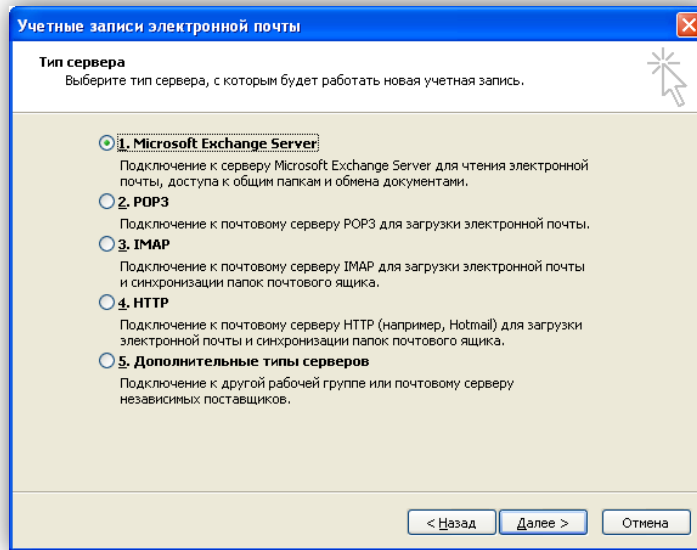 Учетные записи электронной почты
Тип сервера
Выберите тип сервера, с которым будет работать новая учетная запись.
1. Microsoft Exchange Server
Подключение к серверу Microsoft Exchange Server для чтения электронной
почты, доступа к общим папкам и обмена документами.
2. POP3
Подключение к почтовому серверу POP3 для загрузки электронной почты.
3. IMAP
Подключение к почтовому серверу IMAP для загрузки электронной почты
и синхронизации папок почтового ящика.
4. HTTP
Подключение к почтовому серверу HTTP (например, Hotmail) для загрузки
электронной почты и синхронизации папок почтового ящика.
5. Дополнительные типы серверов
Подключение к другой рабочей группе или почтовому серверу
независимых поставщиков.
< Назад Далее > Отмена